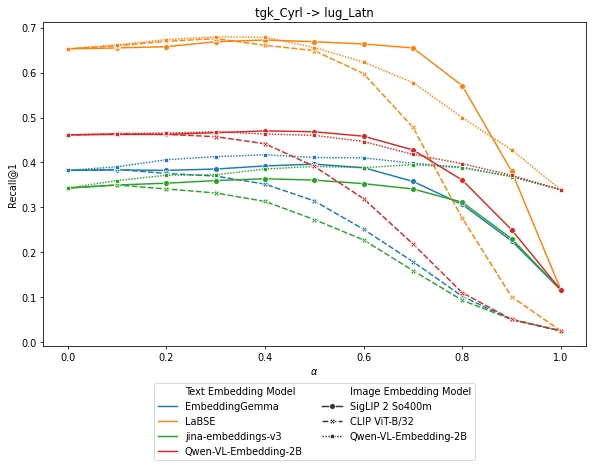 tgk_Cyrl -> lug_Latn
Recall@1
0.7
0.6
0.5
0.4
0.3
0.2
0.1
0.0
0.0 0.2 0.4 0.6 0.8 1.0
α
Text Embedding Model
EmbeddingGemma
LaBSE
jina-embeddings-v3
Qwen-VL-Embedding-2B
Image Embedding Model
SigLIP 2 So400m
CLIP ViT-B/32
Qwen-VL-Embedding-2B